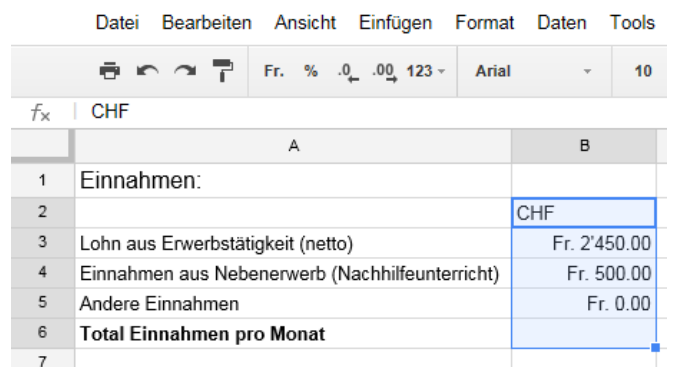 Datei Bearbeiten Ansicht Einfügen Format Daten Tools
Fr. % .0 .00 123 Arial 10
fx CHF
A B
1 Einnahmen:
2 CHF
3 Lohn aus Erwerbstätigkeit (netto) Fr. 2'450.00
4 Einnahmen aus Nebenerwerb (Nachhilfeunterricht) Fr. 500.00
5 Andere Einnahmen Fr. 0.00
6 Total Einnahmen pro Monat
7